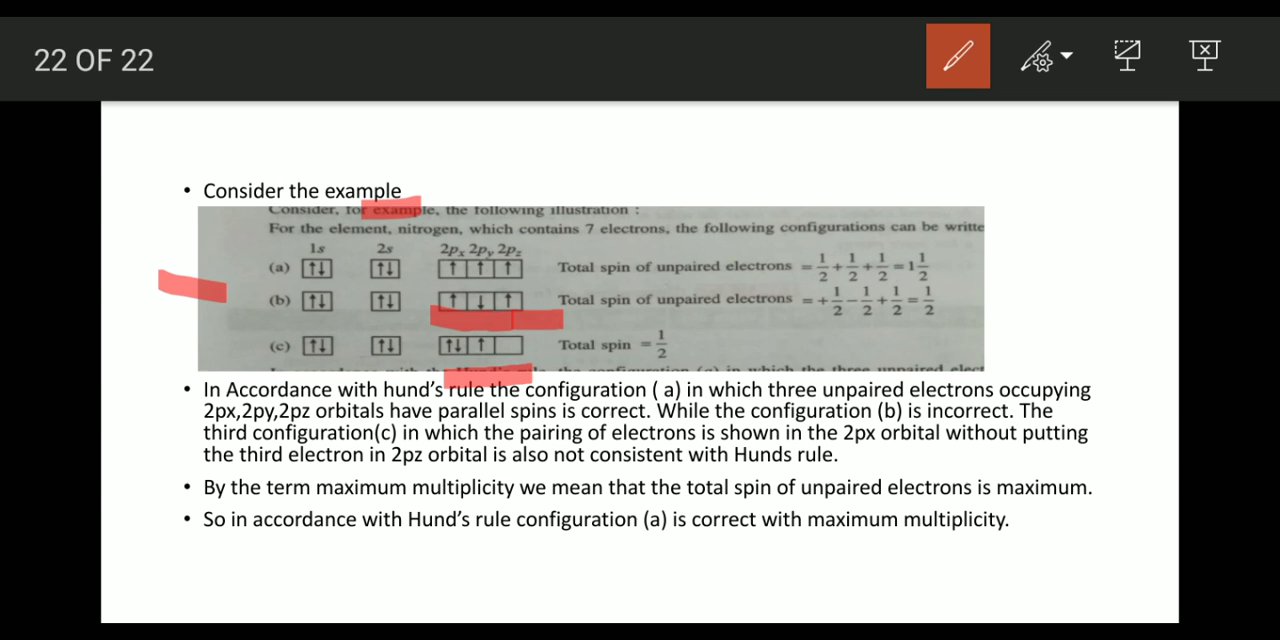 22 OF 22
• Consider the example
Consider, for example, the following illustration :
For the element, nitrogen, which contains 7 electrons, the following configurations can be writte
1s 2s 2pₓ 2pᵧ 2p_z
(a) ↑↓ ↑↓ ↑ ↑ ↑ Total spin of unpaired electrons = 1/2 + 1/2 + 1/2 = 1 1/2
(b) ↑↓ ↑↓ ↑ ↓ ↑ Total spin of unpaired electrons = + 1/2 − 1/2 + 1/2 = 1/2
(c) ↑↓ ↑↓ ↑↓ ↑ Total spin = 1/2
• In Accordance with hund’s rule the configuration ( a) in which three unpaired electrons occupying
2px,2py,2pz orbitals have parallel spins is correct. While the configuration (b) is incorrect. The
third configuration(c) in which the pairing of electrons is shown in the 2px orbital without putting
the third electron in 2pz orbital is also not consistent with Hunds rule.
• By the term maximum multiplicity we mean that the total spin of unpaired electrons is maximum.
• So in accordance with Hund’s rule configuration (a) is correct with maximum multiplicity.